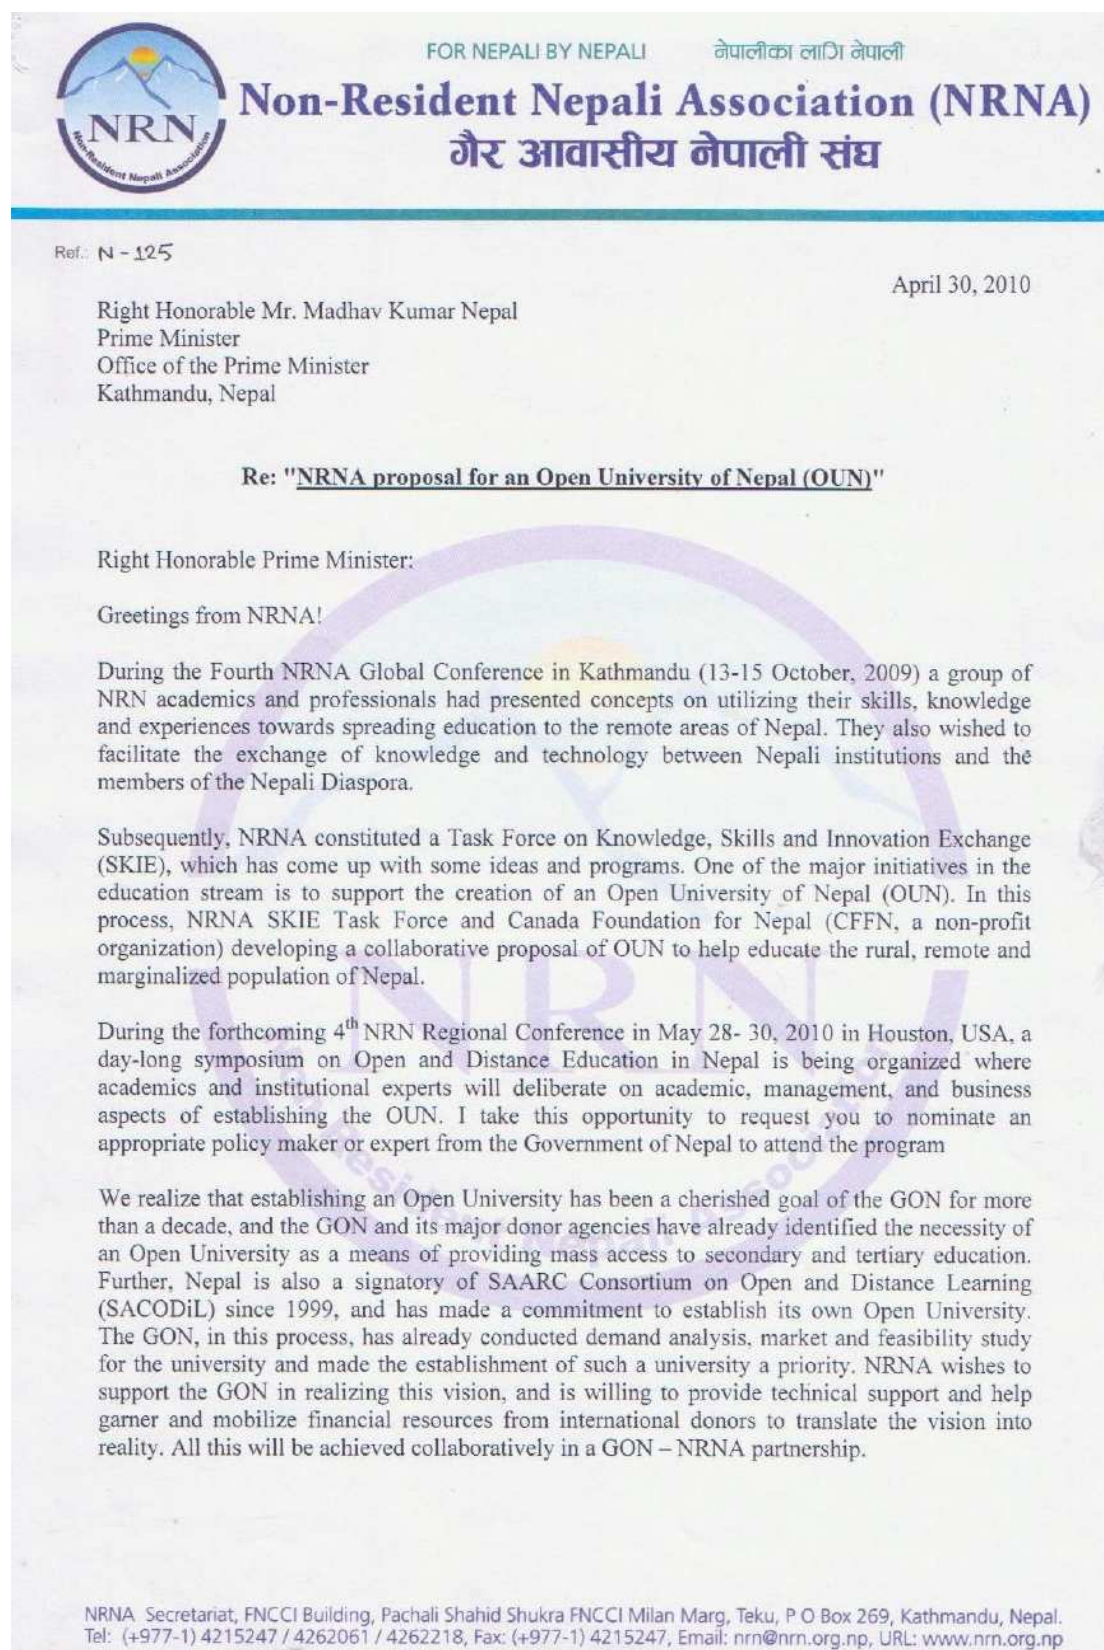 FOR NEPALI BY NEPALI नेपालीका लागि नेपाली
Non-Resident Nepali Association (NRNA)
गैर आवासीय नेपाली संघ
NRN
Non-Resident Nepali Association
Ref.: N - 125
April 30, 2010
Right Honorable Mr. Madhav Kumar Nepal
Prime Minister
Office of the Prime Minister
Kathmandu, Nepal
Re: "NRNA proposal for an Open University of Nepal (OUN)"
Right Honorable Prime Minister:
Greetings from NRNA!
During the Fourth NRNA Global Conference in Kathmandu (13-15 October, 2009) a group of
NRN academics and professionals had presented concepts on utilizing their skills, knowledge
and experiences towards spreading education to the remote areas of Nepal. They also wished to
facilitate the exchange of knowledge and technology between Nepali institutions and the
members of the Nepali Diaspora.
Subsequently, NRNA constituted a Task Force on Knowledge, Skills and Innovation Exchange
(SKIE), which has come up with some ideas and programs. One of the major initiatives in the
education stream is to support the creation of an Open University of Nepal (OUN). In this
process, NRNA SKIE Task Force and Canada Foundation for Nepal (CFFN, a non-profit
organization) developing a collaborative proposal of OUN to help educate the rural, remote and
marginalized population of Nepal.
During the forthcoming 4th NRN Regional Conference in May 28- 30, 2010 in Houston, USA, a
day-long symposium on Open and Distance Education in Nepal is being organized where
academics and institutional experts will deliberate on academic, management, and business
aspects of establishing the OUN. I take this opportunity to request you to nominate an
appropriate policy maker or expert from the Government of Nepal to attend the program
We realize that establishing an Open University has been a cherished goal of the GON for more
than a decade, and the GON and its major donor agencies have already identified the necessity of
an Open University as a means of providing mass access to secondary and tertiary education.
Further, Nepal is also a signatory of SAARC Consortium on Open and Distance Learning
(SACODiL) since 1999, and has made a commitment to establish its own Open University.
The GON, in this process, has already conducted demand analysis, market and feasibility study
for the university and made the establishment of such a university a priority. NRNA wishes to
support the GON in realizing this vision, and is willing to provide technical support and help
garner and mobilize financial resources from international donors to translate the vision into
reality. All this will be achieved collaboratively in a GON – NRNA partnership.
NRN
Non-Resident Nepali Association
NRNA Secretariat, FNCCI Building, Pachali Shahid Shukra FNCCI Milan Marg, Teku, P O Box 269, Kathmandu, Nepal.
Tel: (+977-1) 4215247 / 4262061 / 4262218, Fax: (+977-1) 4215247, Email: nrn@nrn.org.np, URL: www.nrn.org.np